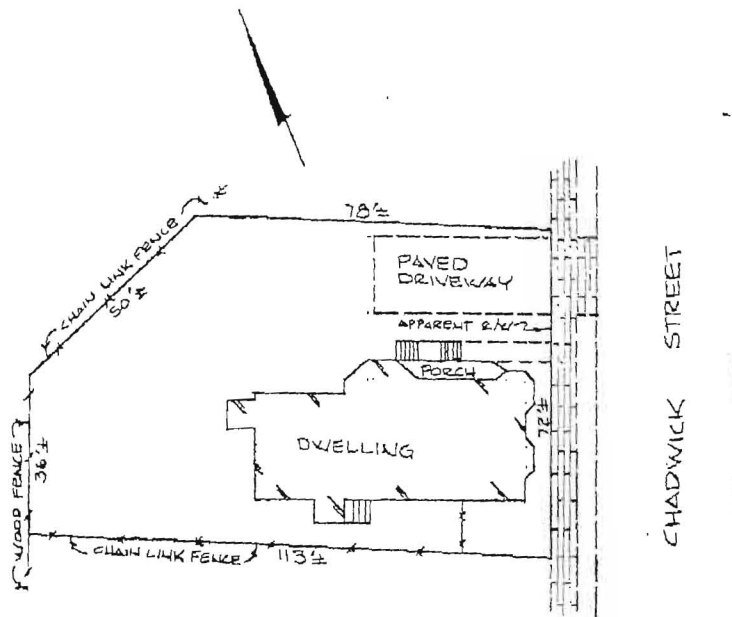 78'±
CHAIN LINK FENCE
50'±
PAVED
DRIVEWAY
APPARENT R/W?
PORCH
DWELLING
72'±
WOOD FENCE
36'±
CHAIN LINK FENCE
113'±
CHADWICK STREET